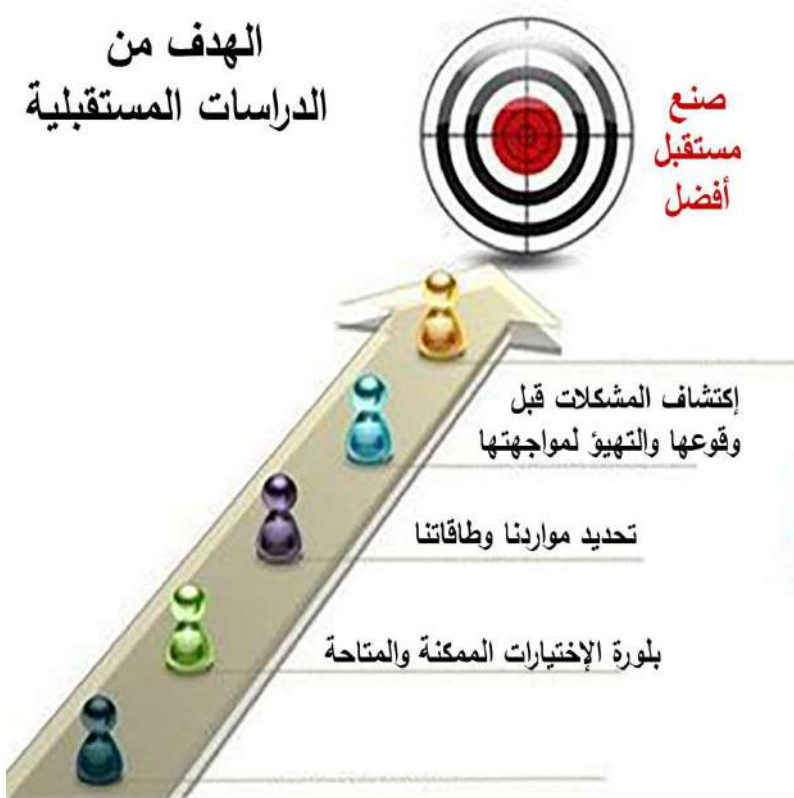 الهدف من
الدراسات المستقبلية
صنع
مستقبل
أفضل
إكتشاف المشكلات قبل
وقوعها والتهيؤ لمواجهتها
تحديد مواردنا وطاقاتنا
بلورة الإختيارات الممكنة والمتاحة